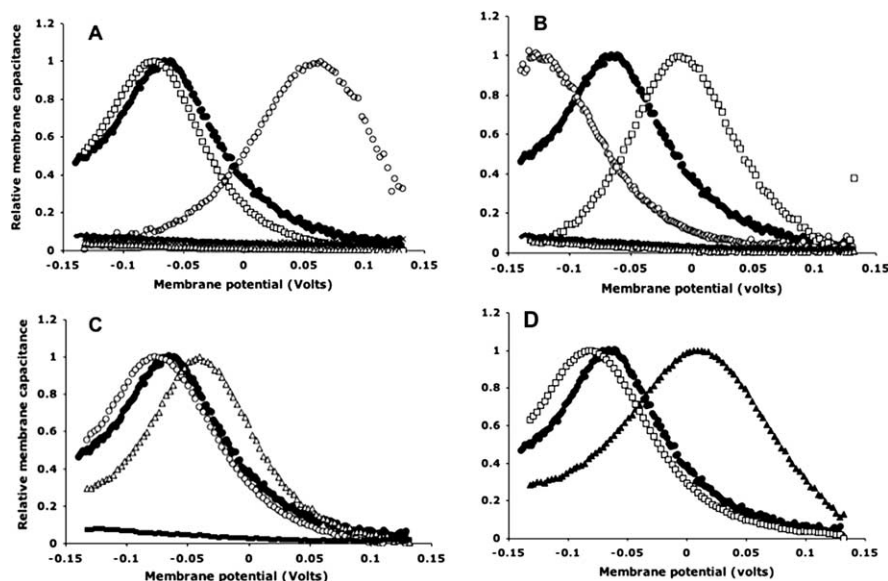 A
B
Relative membrane capacitance
1.2
1
0.8
0.6
0.4
0.2
0
-0.15 -0.1 -0.05 0 0.05 0.1 0.15
Membrane potential (Volts)
Relative membrane capacitance
1.2
1
0.8
0.6
0.4
0.2
0
-0.15 -0.1 -0.05 0 0.05 0.1 0.15
Membrane potential (volts)
C
D
Relative membrane capacitance
1.2
1
0.8
0.6
0.4
0.2
0
-0.15 -0.1 -0.05 0 0.05 0.1 0.15
Membrane potential (Volts)
1.2
1
0.8
0.6
0.4
0.2
0
-0.15 -0.1 -0.05 0 0.05 0.1 0.15
Membrane potential (volts)